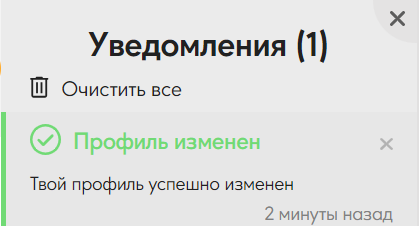 Уведомления (1)
Очистить все
Профиль изменен
Твой профиль успешно изменен
2 минуты назад